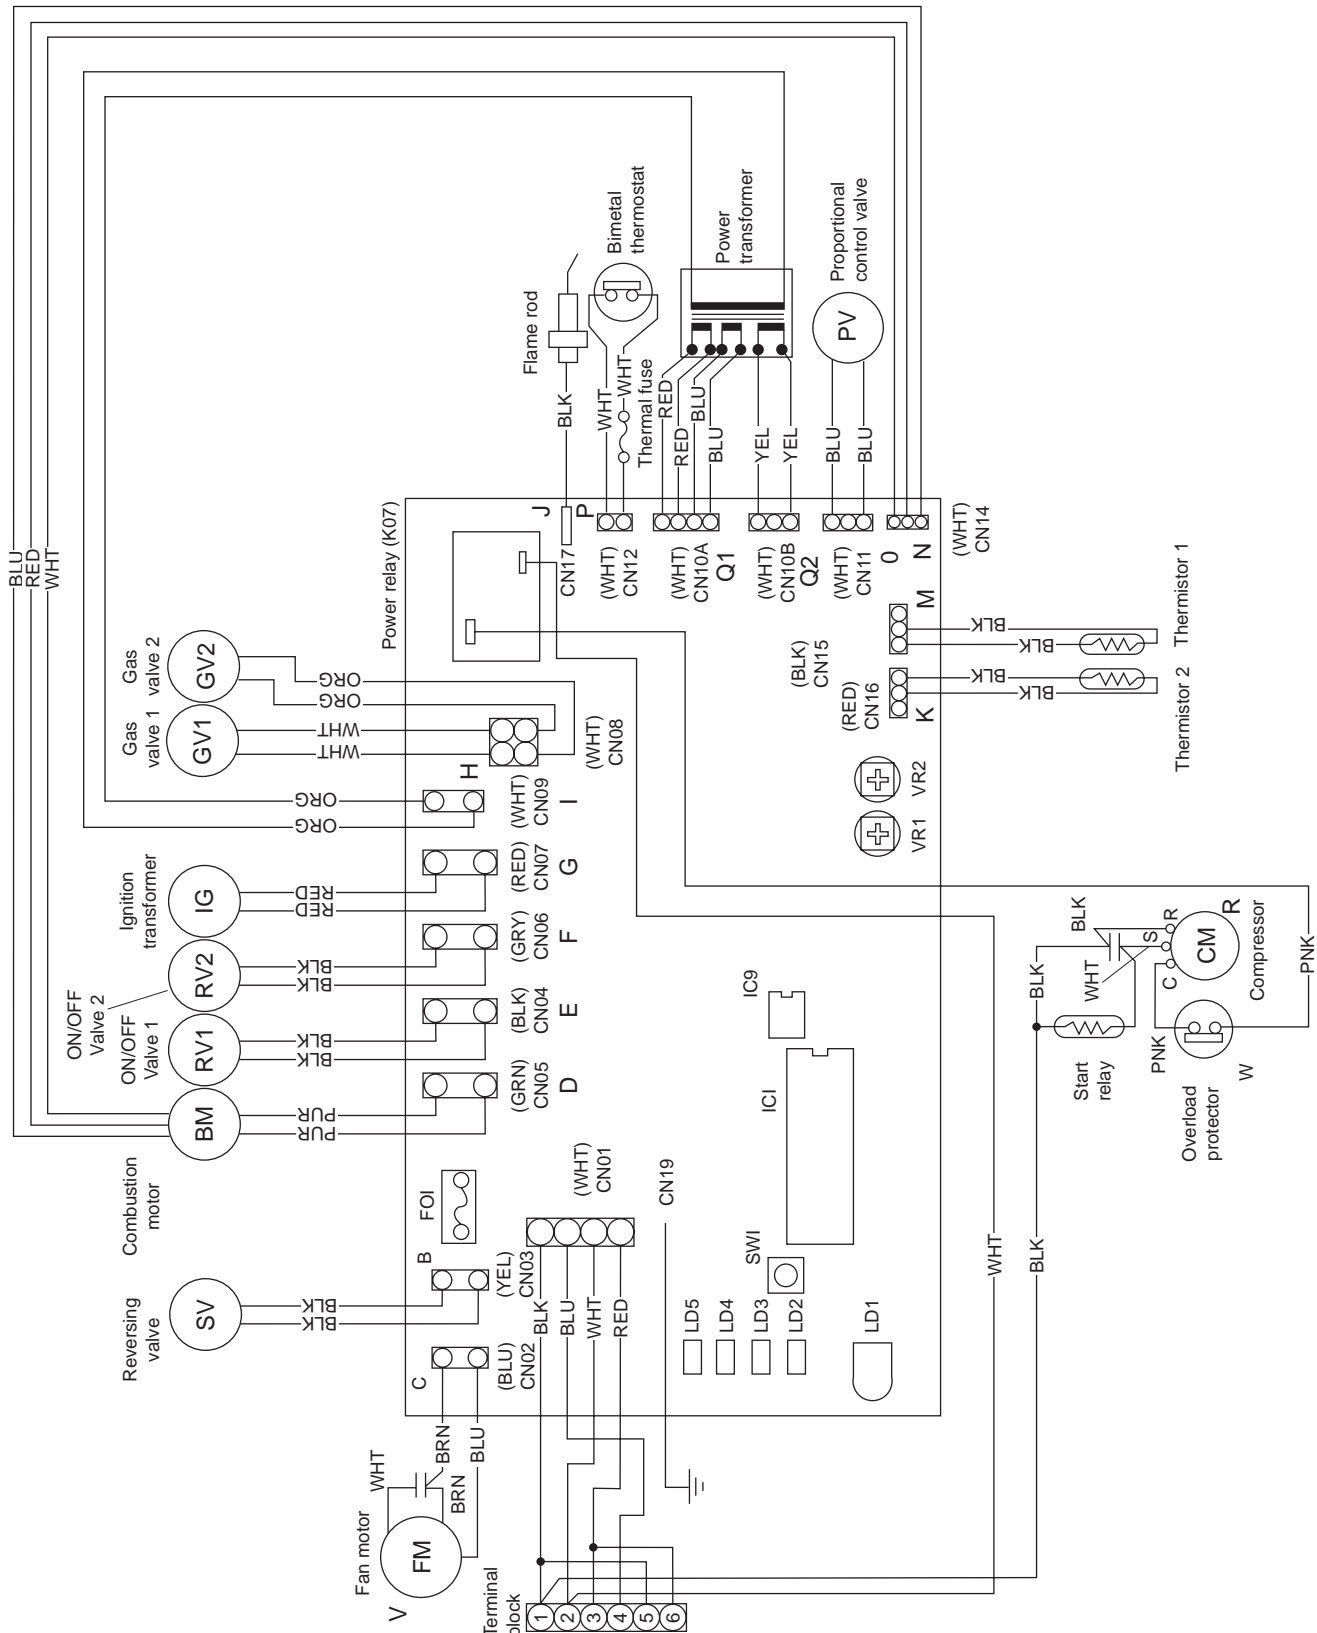 BLU
RED
WHT
Flame rod
Bimetal
thermostat
Power
transformer
Proportional
control valve
PV
BLK
WHT
WHT
Thermal fuse
RED
RED
BLU
BLU
YEL
YEL
BLU
BLU
Gas
valve 2
GV2
Gas
valve 1
GV1
ORG
ORG
WHT
WHT
ORG
ORG
Power relay (K07)
J
CN17
P
(WHT)
CN12
(WHT)
CN10A
Q1
(WHT)
CN10B
Q2
(WHT)
CN11
0
N
(WHT)
CN14
M
(BLK)
CN15
(RED)
CN16
K
BLK
BLK
Thermistor 1
BLK
BLK
Thermistor 2
H
(WHT)
CN08
(WHT)
CN09
I
VR2
VR1
Ignition
transformer
IG
RED
RED
(RED)
CN07
G
ON/OFF
Valve 2
RV2
BLK
BLK
(GRY)
CN06
F
ON/OFF
Valve 1
RV1
BLK
BLK
(BLK)
CN04
E
Combustion
motor
BM
PUR
PUR
(GRN)
CN05
D
IC9
ICI
BLK
BLK
WHT
S
R
C
CM
R
Compressor
PNK
PNK
Start
relay
W
Overload
protector
FOI
(WHT)
CN01
CN19
B
(YEL)
CN03
Reversing
valve
SV
BLK
BLK
BLK
BLU
WHT
RED
SWI
LD5
LD4
LD3
LD2
LD1
WHT
BLK
C
(BLU)
CN02
WHT
BRN
BLU
BRN
Fan motor
FM
V
Terminal
block
1
2
3
4
5
6